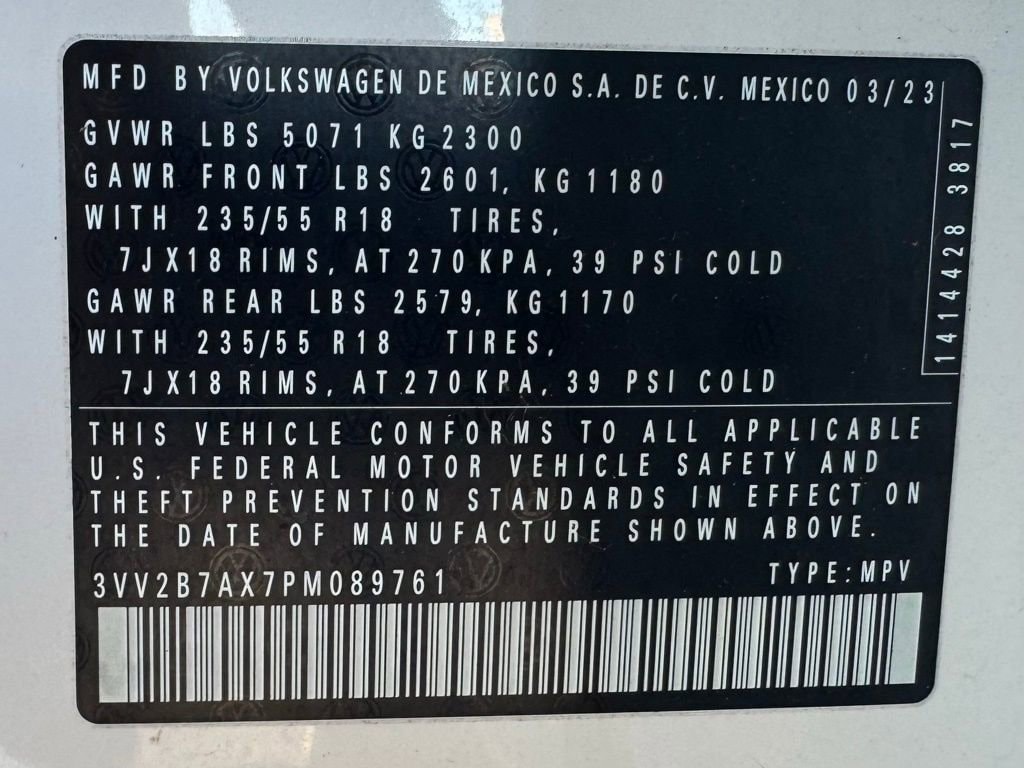 MFD BY VOLKSWAGEN DE MEXICO S.A. DE C.V. MEXICO 03/23
GVWR LBS 5071 KG 2300
GAWR FRONT LBS 2601, KG 1180
WITH 235/55 R18 TIRES,
7JX18 RIMS, AT 270 KPA, 39 PSI COLD
GAWR REAR LBS 2579, KG 1170
WITH 235/55 R18 TIRES,
7JX18 RIMS, AT 270 KPA, 39 PSI COLD
1414428 3817
THIS VEHICLE CONFORMS TO ALL APPLICABLE
U.S. FEDERAL MOTOR VEHICLE SAFETY AND
THEFT PREVENTION STANDARDS IN EFFECT ON
THE DATE OF MANUFACTURE SHOWN ABOVE.
3VV2B7AX7PM089761
TYPE: MPV